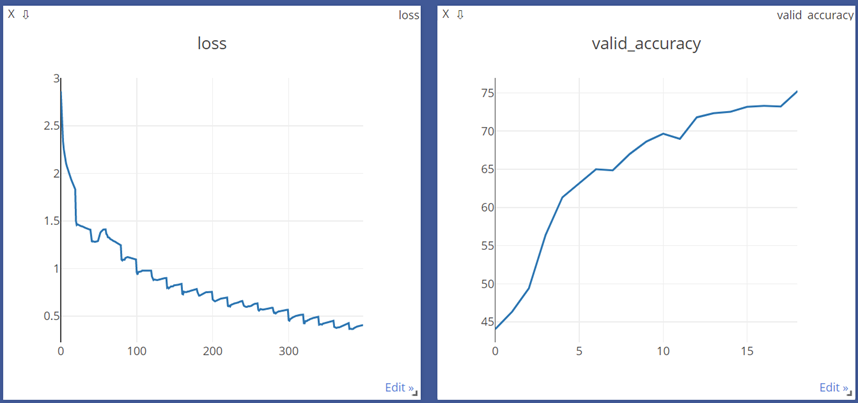 X ⇩ loss
loss
3
2.5
2
1.5
1
0.5
0 100 200 300
Edit »
X ⇩ valid_accuracy
valid_accuracy
75
70
65
60
55
50
45
0 5 10 15
Edit »